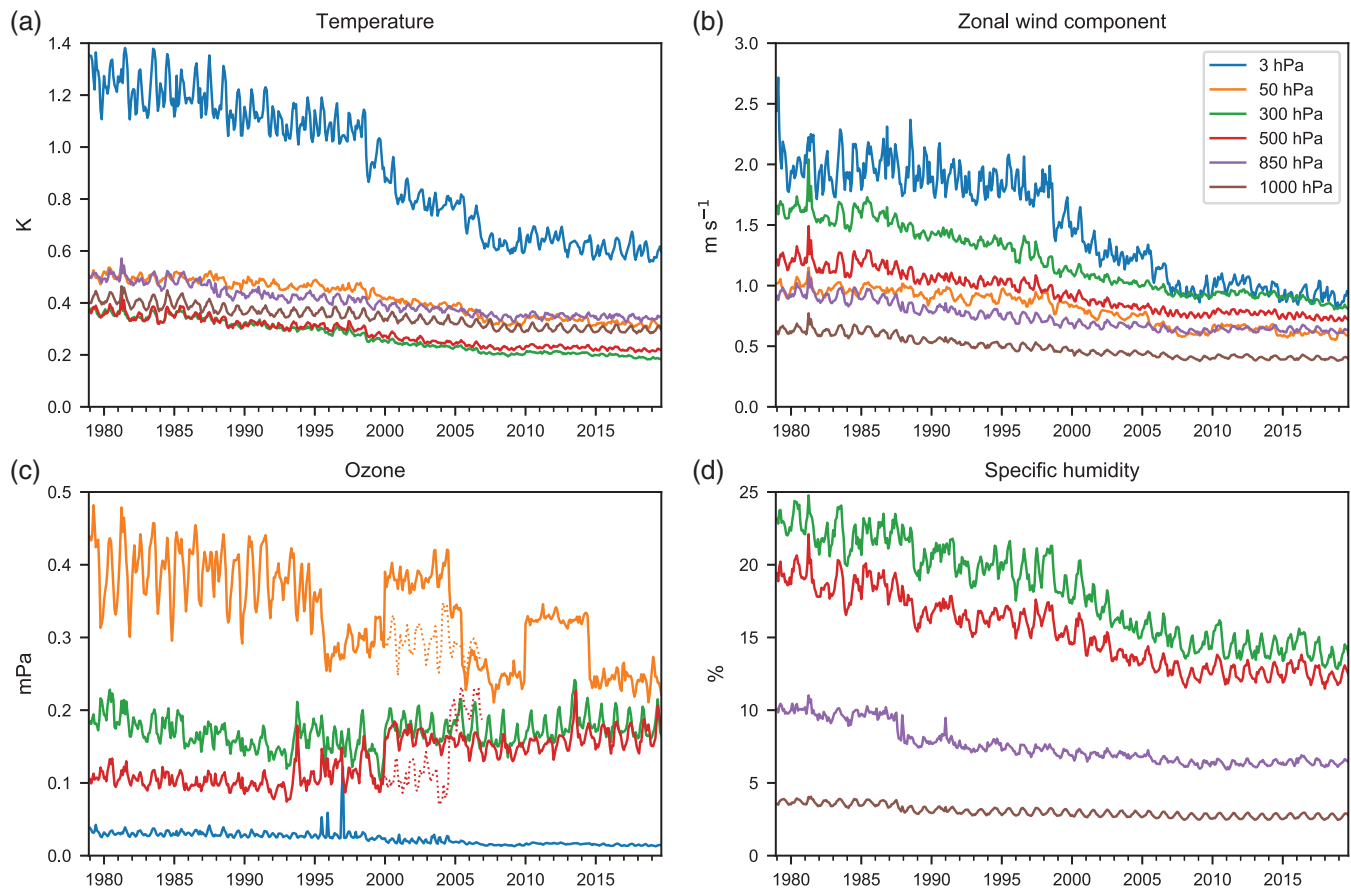 (a)
Temperature
1.4
1.2
1.0
0.8
0.6
0.4
0.2
0.0
K
1980 1985 1990 1995 2000 2005 2010 2015
(b)
Zonal wind component
3.0
2.5
2.0
1.5
1.0
0.5
0.0
m s⁻¹
3 hPa
50 hPa
300 hPa
500 hPa
850 hPa
1000 hPa
1980 1985 1990 1995 2000 2005 2010 2015
(c)
Ozone
0.5
0.4
0.3
0.2
0.1
0.0
mPa
1980 1985 1990 1995 2000 2005 2010 2015
(d)
Specific humidity
25
20
15
10
5
0
%
1980 1985 1990 1995 2000 2005 2010 2015